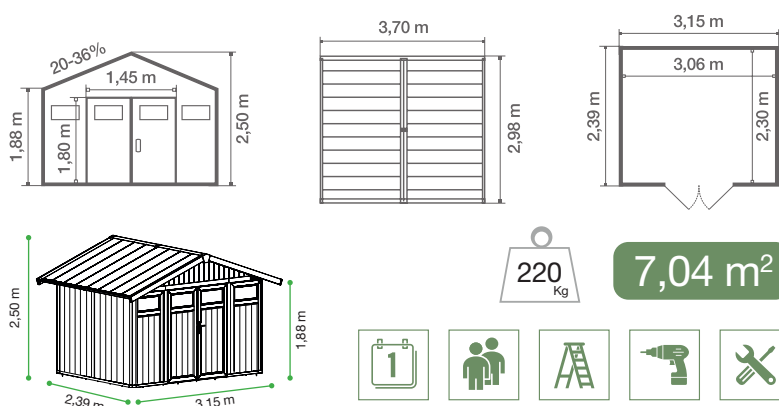 20-36%
1,45 m
1,88 m
1,80 m
2,50 m
3,70 m
2,98 m
3,15 m
3,06 m
2,39 m
2,30 m
2,50 m
1,88 m
2,39 m
3,15 m
220
Kg
7,04 m²
1